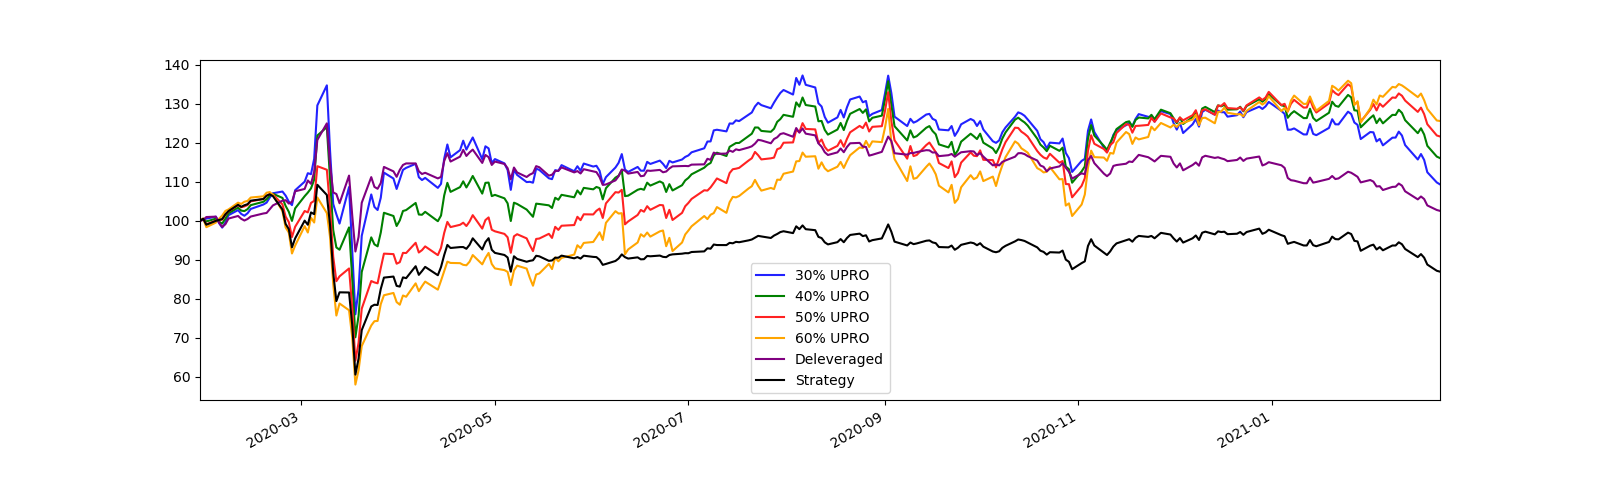 140
130
120
110
100
90
80
70
60
30% UPRO
40% UPRO
50% UPRO
60% UPRO
Deleveraged
Strategy
2020-03
2020-05
2020-07
2020-09
2020-11
2021-01